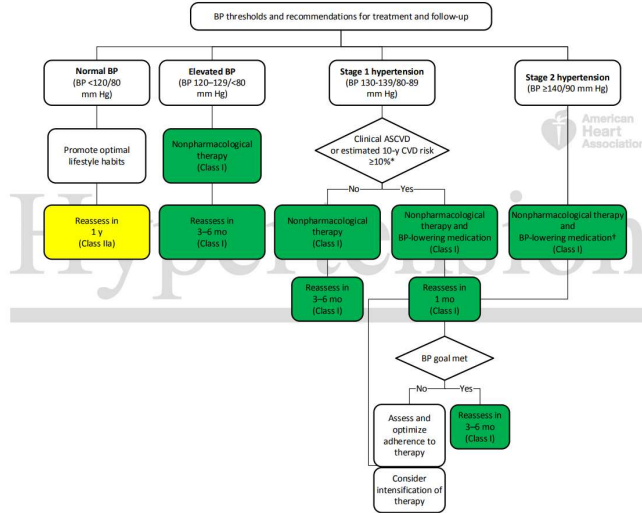 BP thresholds and recommendations for treatment and follow-up
Normal BP
(BP <120/80
mm Hg)
Elevated BP
(BP 120–129/<80
mm Hg)
Stage 1 hypertension
(BP 130-139/80-89
mm Hg)
Stage 2 hypertension
(BP ≥140/90 mm Hg)
American
Heart
Association
Promote optimal
lifestyle habits
Nonpharmacological
therapy
(Class I)
Clinical ASCVD
or estimated 10-y CVD risk
≥10%*
No
Yes
Reassess in
1 y
(Class IIa)
Reassess in
3–6 mo
(Class I)
Nonpharmacological
therapy
(Class I)
Nonpharmacological
therapy and
BP-lowering medication
(Class I)
Nonpharmacological therapy
and
BP-lowering medication†
(Class I)
Hypertension
Reassess in
3–6 mo
(Class I)
Reassess in
1 mo
(Class I)
BP goal met
No
Yes
Assess and
optimize
adherence to
therapy
Reassess in
3–6 mo
(Class I)
Consider
intensification of
therapy